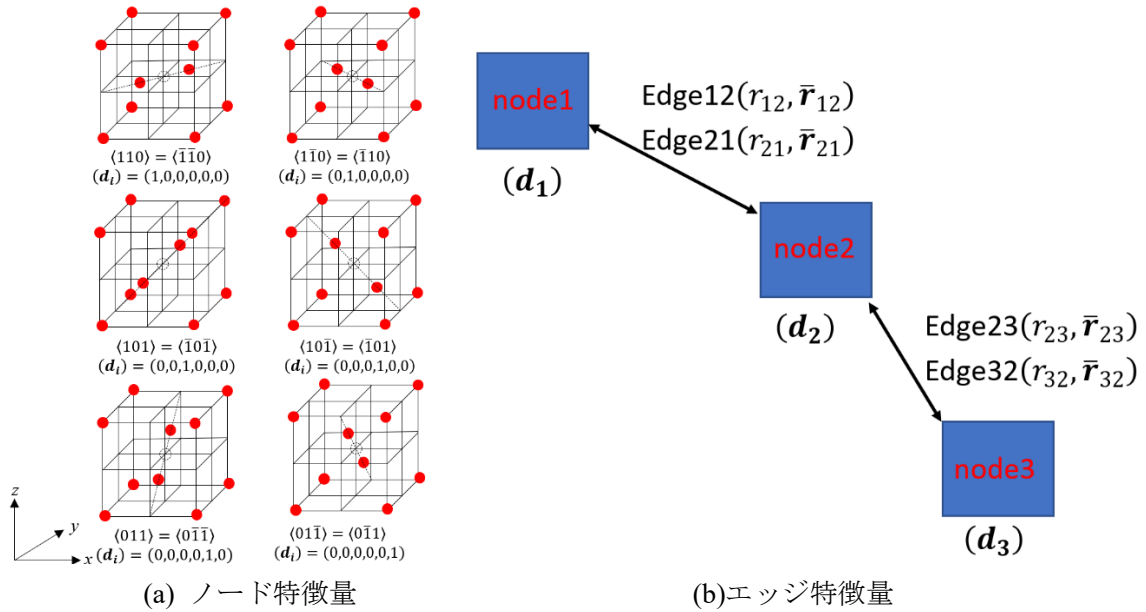 ⟨110⟩ = ⟨1̄1̄0⟩
(dᵢ) = (1,0,0,0,0,0)
⟨11̄0⟩ = ⟨1̄10⟩
(dᵢ) = (0,1,0,0,0,0)
⟨101⟩ = ⟨1̄01̄⟩
(dᵢ) = (0,0,1,0,0,0)
⟨101̄⟩ = ⟨1̄01⟩
(dᵢ) = (0,0,0,1,0,0)
⟨011⟩ = ⟨01̄1̄⟩
(dᵢ) = (0,0,0,0,1,0)
⟨011̄⟩ = ⟨01̄1⟩
(dᵢ) = (0,0,0,0,0,1)
z
y
x
(a) ノード特徴量
node1
(d₁)
Edge12(r₁₂, r̄₁₂)
Edge21(r₂₁, r̄₂₁)
node2
(d₂)
Edge23(r₂₃, r̄₂₃)
Edge32(r₃₂, r̄₃₂)
node3
(d₃)
(b)エッジ特徴量